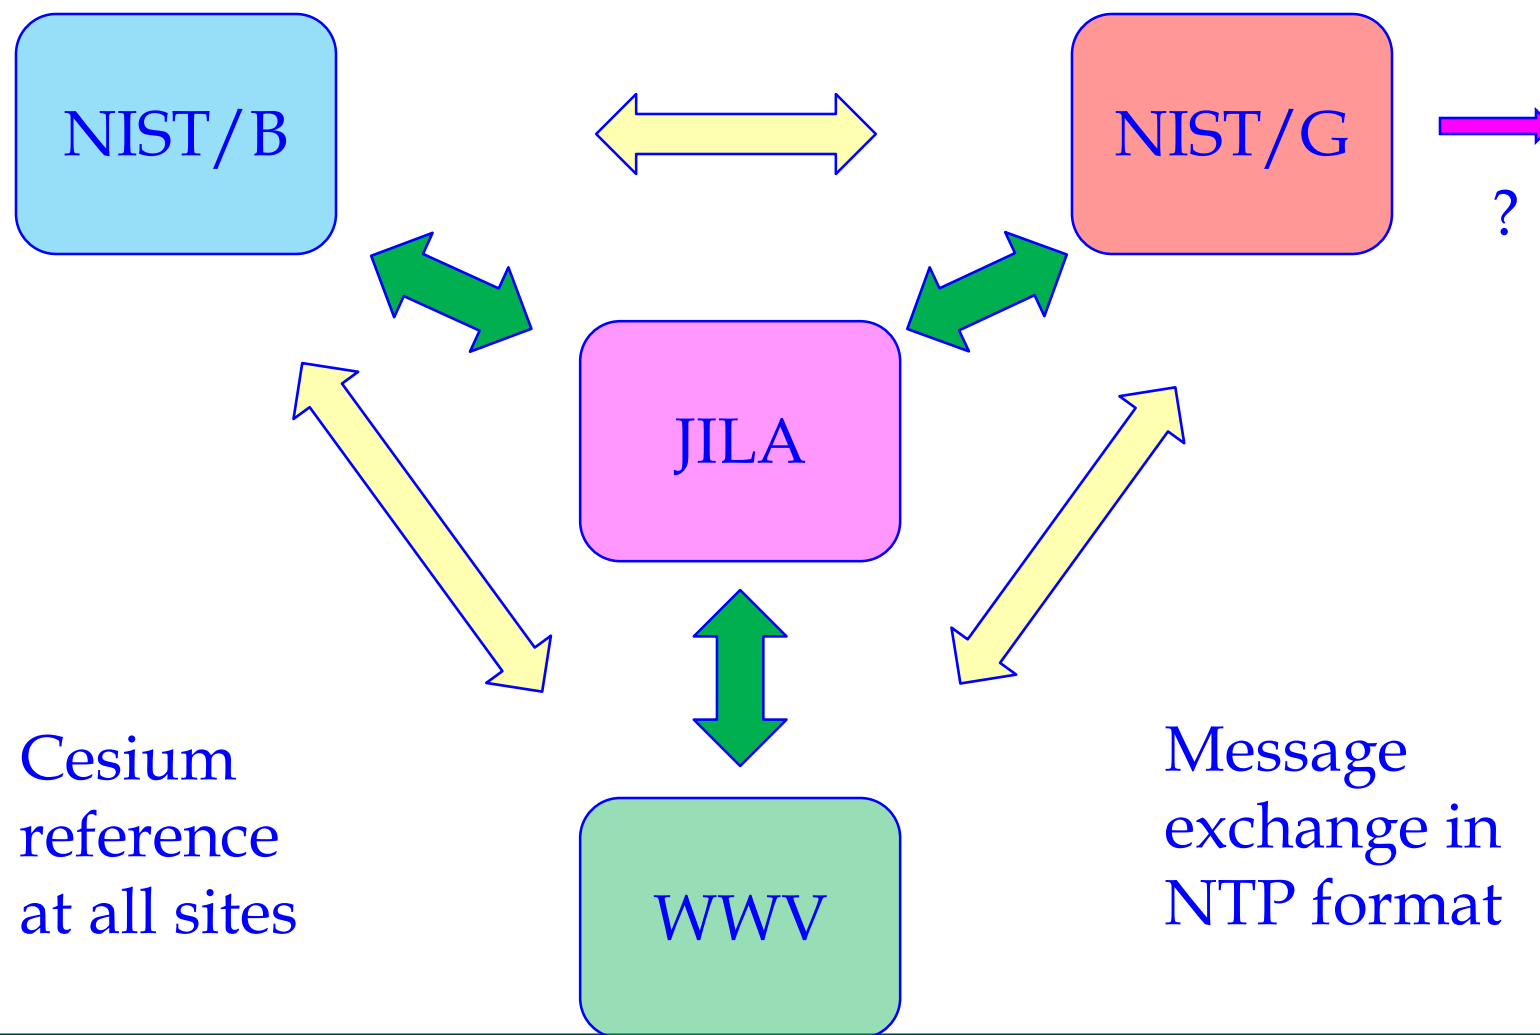 NIST/B
NIST/G
?
JILA
Cesium
reference
at all sites
Message
exchange in
NTP format
WWV